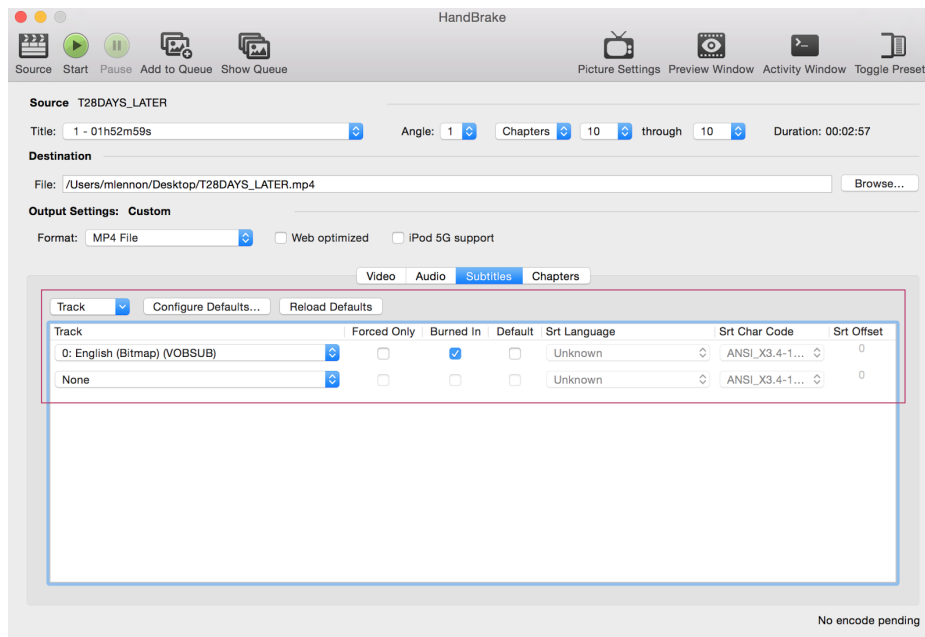 HandBrake
Source Start Pause Add to Queue Show Queue Picture Settings Preview Window Activity Window Toggle Preset
Source T28DAYS_LATER
Title: 1 - 01h52m59s Angle: 1 Chapters 10 through 10 Duration: 00:02:57
Destination
File: /Users/mlennon/Desktop/T28DAYS_LATER.mp4 Browse...
Output Settings: Custom
Format: MP4 File Web optimized iPod 5G support
Video Audio Subtitles Chapters
Track Configure Defaults... Reload Defaults
Track Forced Only Burned In Default Srt Language Srt Char Code Srt Offset
0: English (Bitmap) (VOBSUB) Unknown ANSI_X3.4-1... 0
None Unknown ANSI_X3.4-1... 0
No encode pending